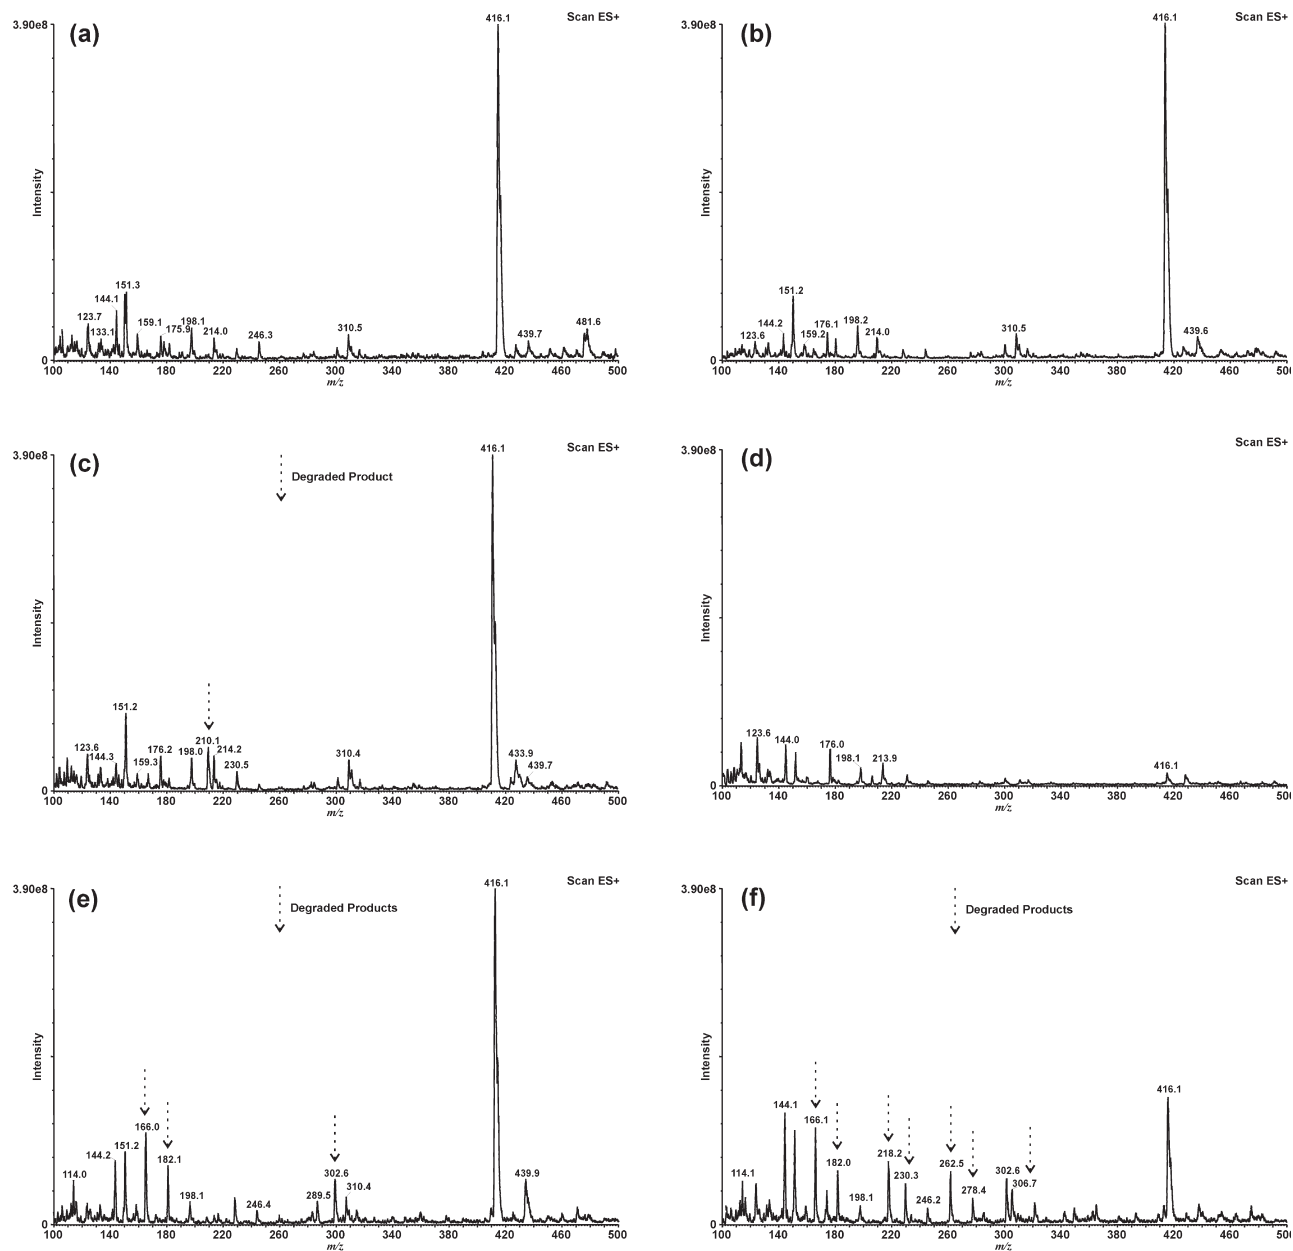 (a)
Scan ES+
3.90e8
416.1
Intensity
151.3
144.1
123.7
133.1
159.1
175.9
198.1
214.0
246.3
310.5
439.7
481.6
0
100 140 180 220 260 300 340 380 420 460 500
m/z
(b)
Scan ES+
3.90e8
416.1
Intensity
151.2
144.2
123.6
159.2
176.1
198.2
214.0
310.5
439.6
0
100 140 180 220 260 300 340 380 420 460 500
m/z
(c)
Scan ES+
3.90e8
416.1
Degraded Product
Intensity
151.2
123.6
144.3
159.3
176.2
198.0
210.1
214.2
230.5
310.4
433.9
439.7
0
100 140 180 220 260 300 340 380 420 460 500
m/z
(d)
Scan ES+
3.90e8
Intensity
123.6
144.0
176.0
198.1
213.9
416.1
0
100 140 180 220 260 300 340 380 420 460 500
m/z
(e)
Scan ES+
3.90e8
416.1
Degraded Products
Intensity
114.0
144.2
151.2
166.0
182.1
198.1
246.4
289.5
302.6
310.4
439.9
0
100 140 180 220 260 300 340 380 420 460 500
m/z
(f)
Scan ES+
3.90e8
Degraded Products
Intensity
114.1
144.1
166.1
182.0
198.1
218.2
230.3
246.2
262.5
278.4
302.6
306.7
416.1
0
100 140 180 220 260 300 340 380 420 460 500
m/z